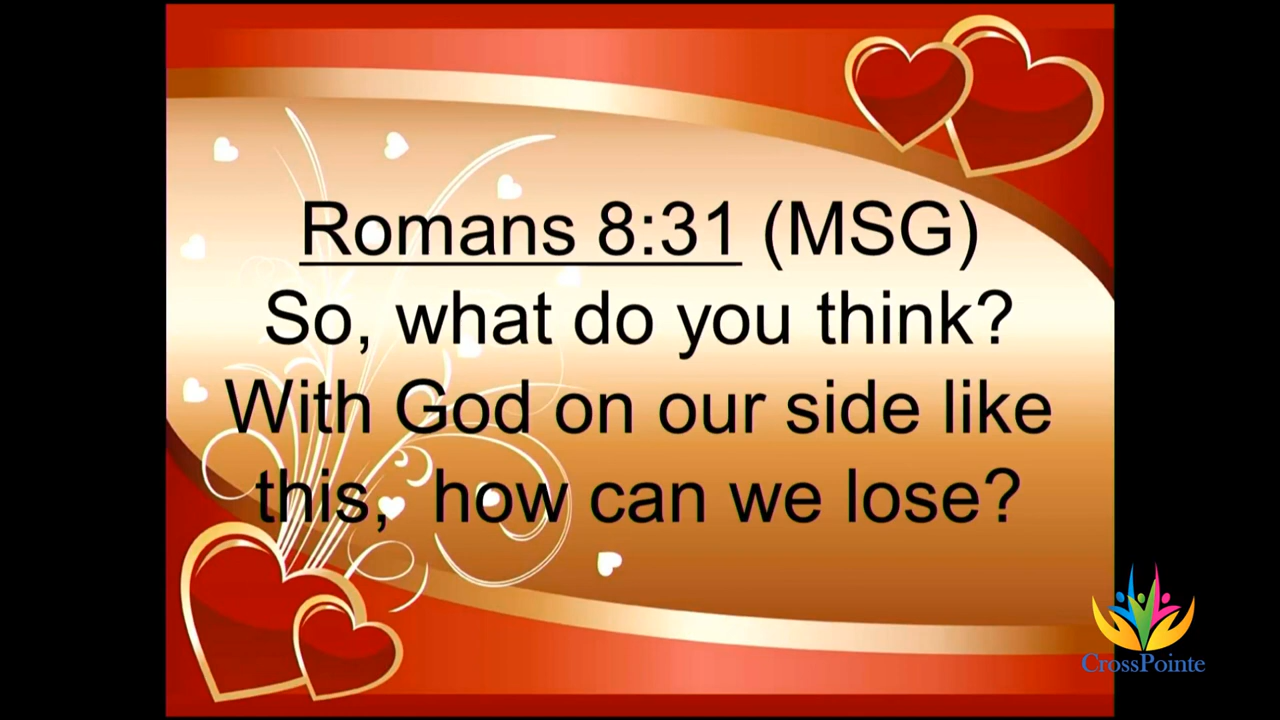 Romans 8:31 (MSG)
So, what do you think?
With God on our side like
this,  how can we lose?
CrossPointe